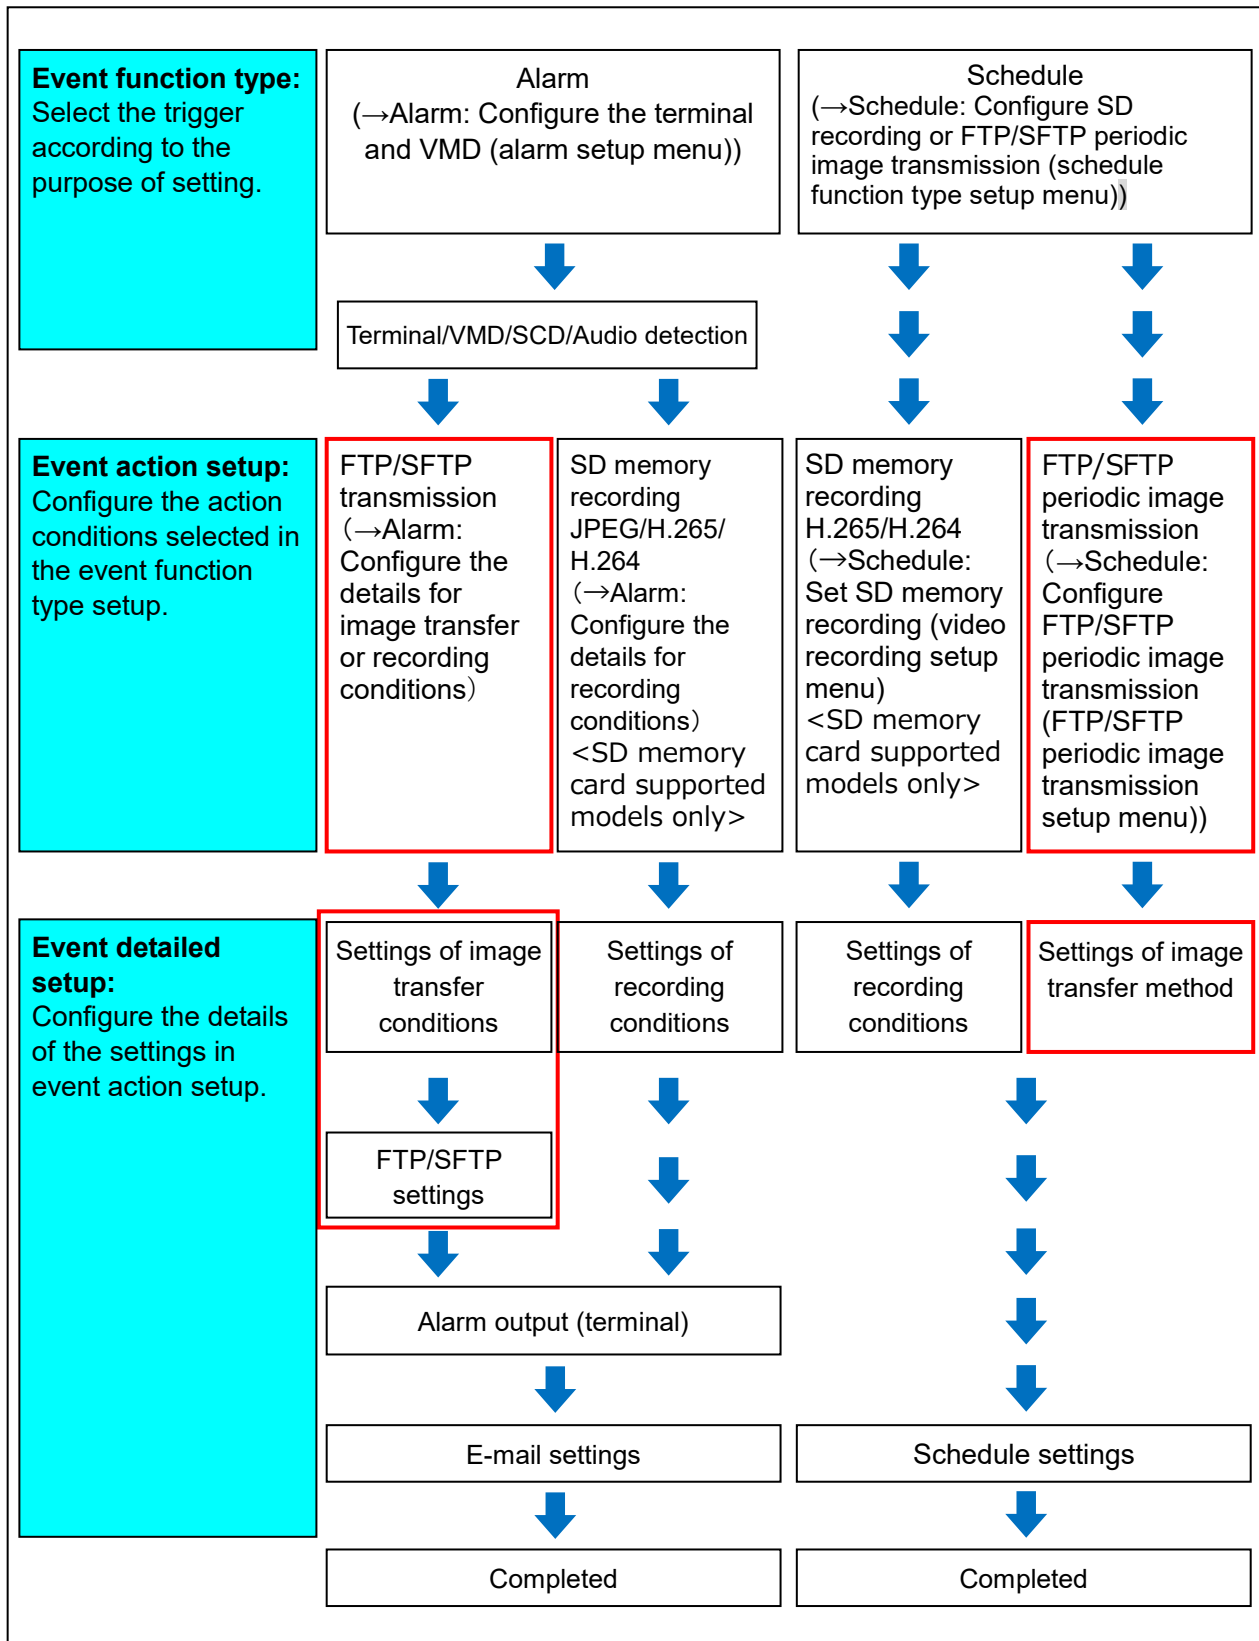 Event function type:
Select the trigger
according to the
purpose of setting.
Alarm
(→Alarm: Configure the terminal
and VMD (alarm setup menu))
Schedule
(→Schedule: Configure SD
recording or FTP/SFTP periodic
image transmission (schedule
function type setup menu))
Terminal/VMD/SCD/Audio detection
Event action setup:
Configure the action
conditions selected in
the event function
type setup.
FTP/SFTP
transmission
（→Alarm:
Configure the
details for
image transfer
or recording
conditions）
SD memory
recording
JPEG/H.265/
H.264
（→Alarm:
Configure the
details for
recording
conditions）
<SD memory
card supported
models only>
SD memory
recording
H.265/H.264
（→Schedule:
Set SD memory
recording (video
recording setup
menu)
<SD memory
card supported
models only>
FTP/SFTP
periodic image
transmission
（→Schedule:
Configure
FTP/SFTP
periodic image
transmission
(FTP/SFTP
periodic image
transmission
setup menu))
Event detailed
setup:
Configure the details
of the settings in
event action setup.
Settings of image
transfer
conditions
Settings of
recording
conditions
Settings of
recording
conditions
Settings of image
transfer method
FTP/SFTP
settings
Alarm output (terminal)
E-mail settings
Schedule settings
Completed
Completed